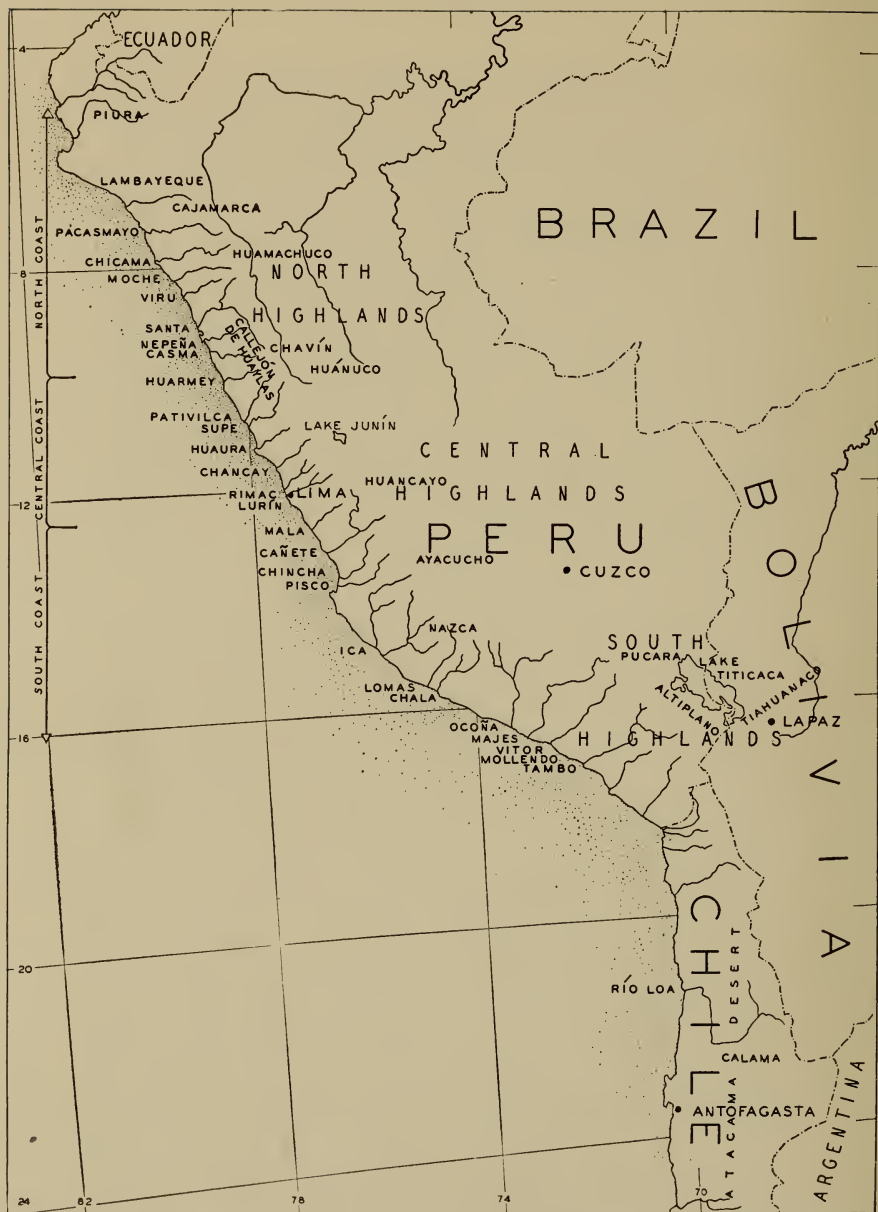 ECUADOR
4
PIURA
LAMBAYEQUE
CAJAMARCA
BRAZIL
PACASMAYO
CHICAMA
HUAMACHUCO
8
MOCHE
NORTH
HIGHLANDS
VIRU
NORTH COAST
SANTA
NEPEÑA
CASMA
CALLEJÓN
DE HUAYLAS
CHAVÍN
HUÁNUCO
HUARMEY
PATIVILCA
SUPE
LAKE JUNÍN
HUAURA
CENTRAL
HIGHLANDS
CHANCAY
HUANCAYO
CENTRAL COAST
12
RIMAC
LIMA
LURÍN
PERU
BOLIVIA
MALA
CAÑETE
AYACUCHO
CUZCO
CHINCHA
PISCO
SOUTH COAST
NAZCA
ICA
SOUTH
HIGHLANDS
PUCARA
LAKE
TITICACA
ALTIPLANO
TIAHUANACO
LAPAZ
LOMAS
CHALA
16
OCOÑA
MAJES
VITOR
MOLLENDO
TAMBO
CHILE
20
RÍO LOA
DESERT
CALAMA
ATACAMA
ANTOFAGASTA
ARGENTINA
24
82
78
74
70